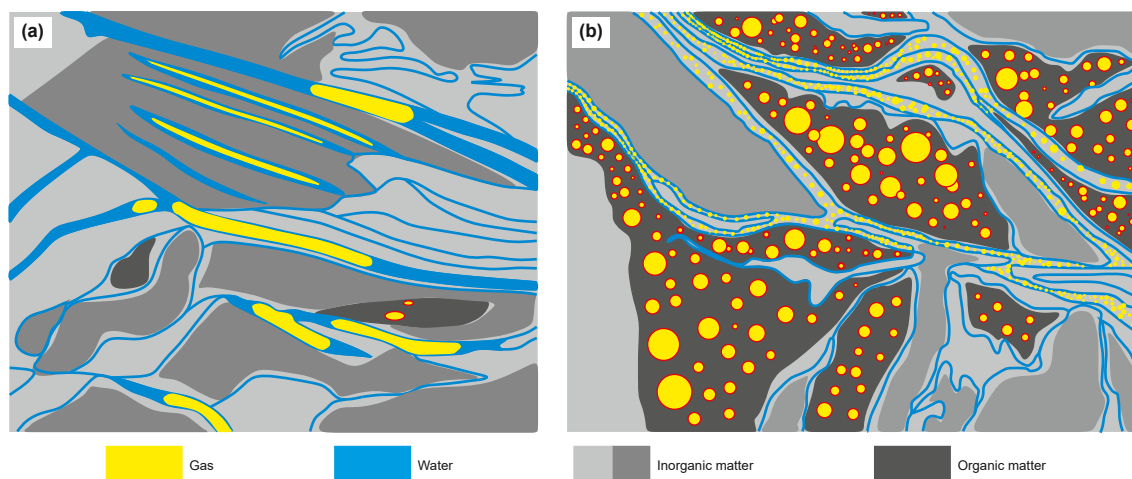 (a)
(b)
Gas
Water
Inorganic matter
Organic matter